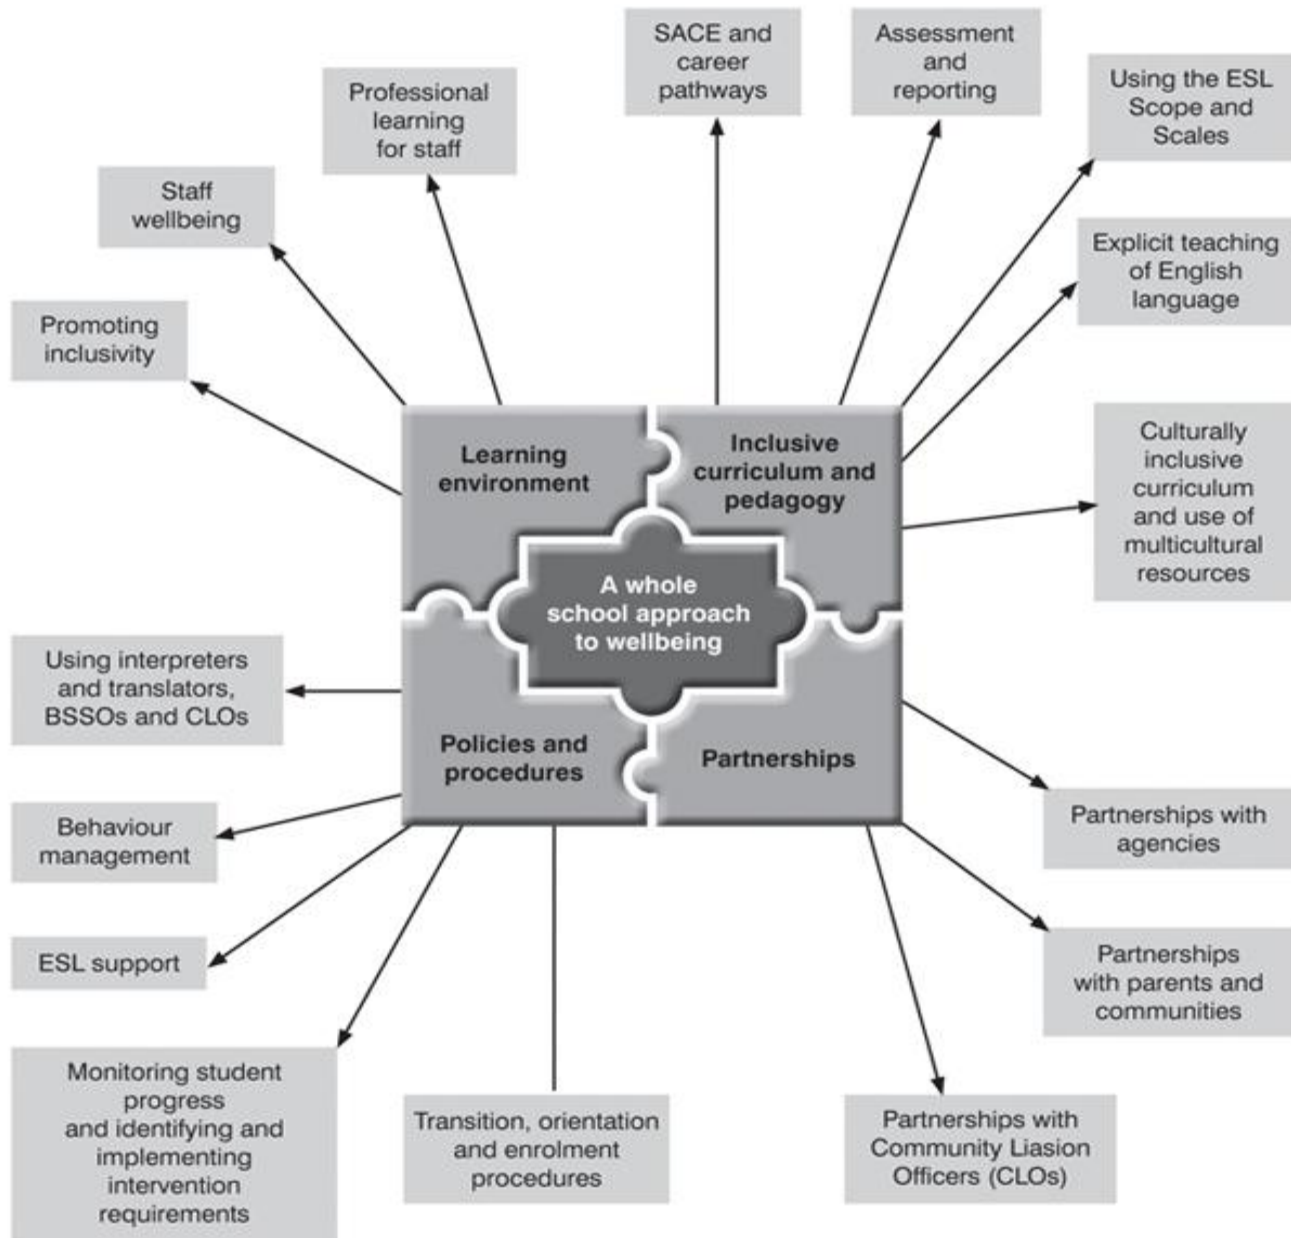 SACE and
career
pathways
Assessment
and
reporting
Using the ESL
Scope and
Scales
Professional
learning
for staff
Staff
wellbeing
Explicit teaching
of English
language
Promoting
inclusivity
Learning
environment
Inclusive
curriculum and
pedagogy
Culturally
inclusive
curriculum
and use of
multicultural
resources
A whole
school approach
to wellbeing
Using interpreters
and translators,
BSSOs and CLOs
Policies and
procedures
Partnerships
Behaviour
management
Partnerships with
agencies
ESL support
Partnerships
with parents and
communities
Monitoring student
progress
and identifying and
implementing
intervention
requirements
Transition, orientation
and enrolment
procedures
Partnerships with
Community Liasion
Officers (CLOs)